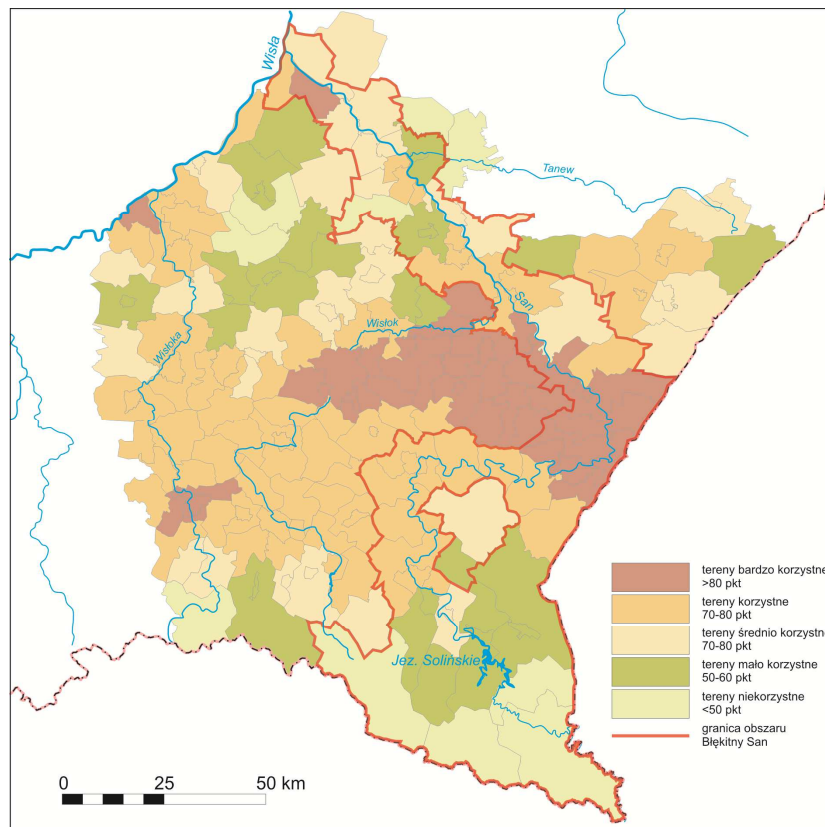 Wisła
Tanew
San
Wisłok
Wisłoka
Jez. Solińskie
tereny bardzo korzystne
>80 pkt
tereny korzystne
70-80 pkt
tereny średnio korzystne
70-80 pkt
tereny mało korzystne
50-60 pkt
tereny niekorzystne
<50 pkt
granica obszaru
Błękitny San
0 25 50 km